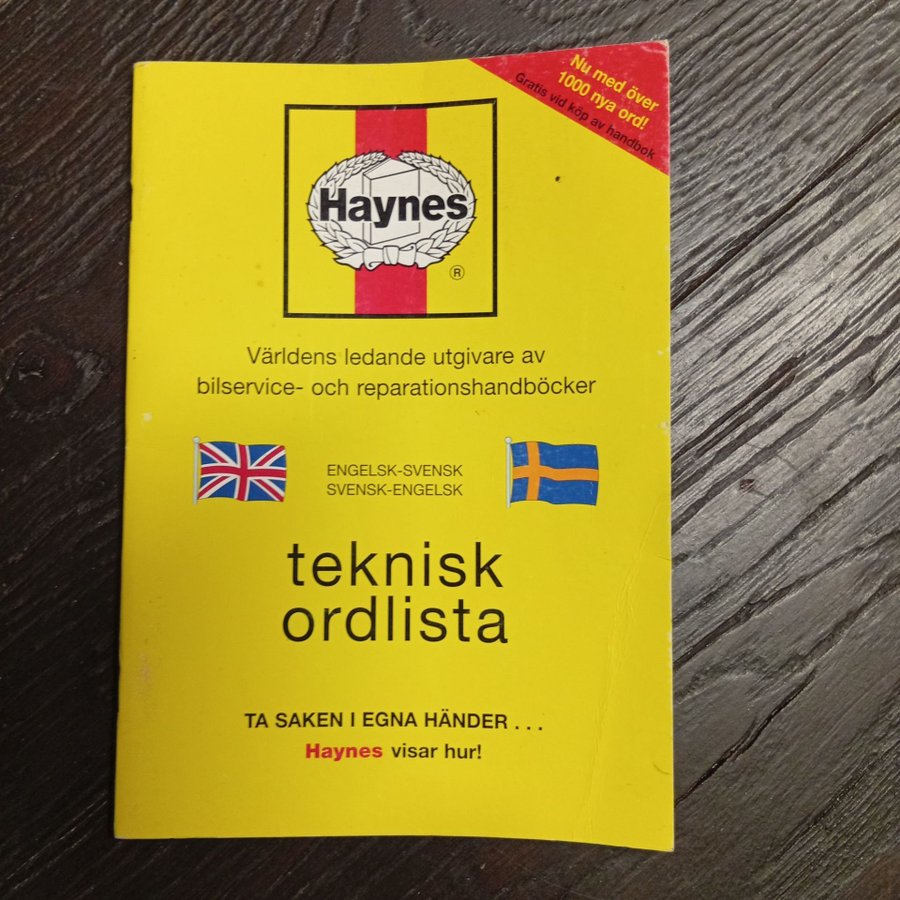 Nu med över
1000 nya ord!
Gratis vid köp av handbok
Haynes
®
Världens ledande utgivare av
bilservice- och reparationshandböcker
ENGELSK-SVENSK
SVENSK-ENGELSK
teknisk
ordlista
TA SAKEN I EGNA HÄNDER . . .
Haynes visar hur!